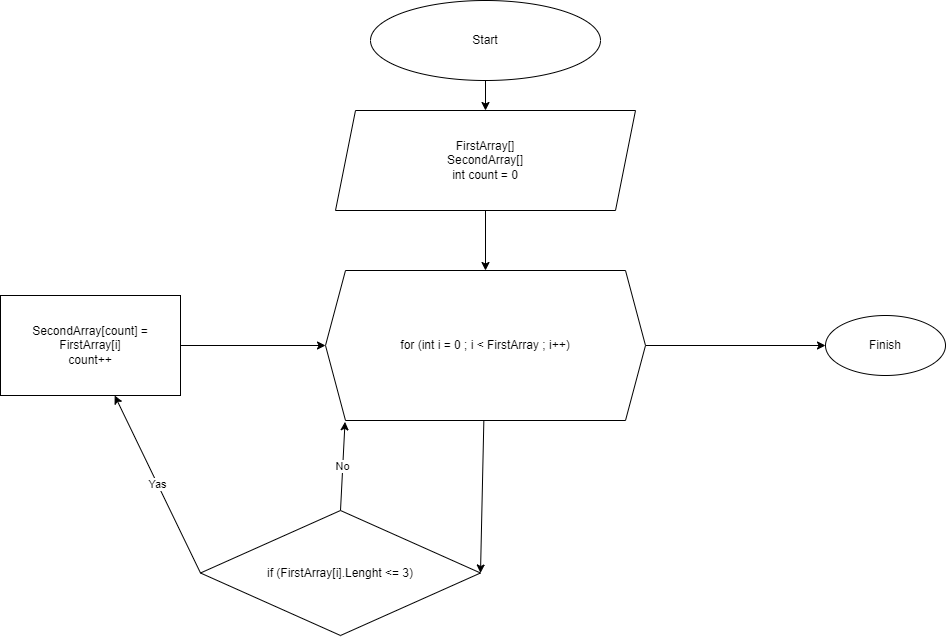 Start
FirstArray[]
SecondArray[]
int count = 0
for (int i = 0 ; i < FirstArray ; i++)
Finish
SecondArray[count] =
FirstArray[i]
count++
No
Yas
if (FirstArray[i].Lenght <= 3)